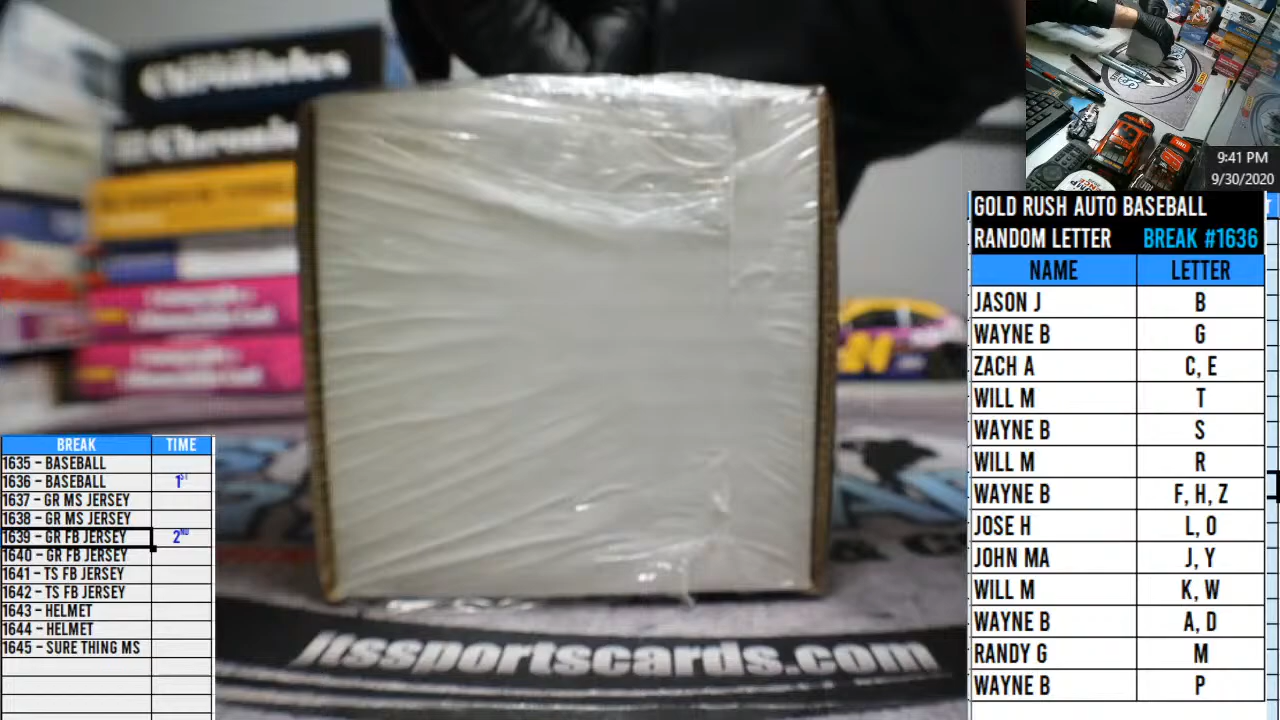 Chronicles
9:41 PM
9/30/2020
GOLD RUSH AUTO BASEBALL
RANDOM LETTER BREAK #1636
NAME LETTER
JASON J B
WAYNE B G
ZACH A C, E
WILL M T
WAYNE B S
WILL M R
WAYNE B F, H, Z
JOSE H L, O
JOHN MA J, Y
WILL M K, W
WAYNE B A, D
RANDY G M
WAYNE B P
BREAK TIME
1635 - BASEBALL
1636 - BASEBALL 1ST
1637 - GR MS JERSEY
1638 - GR MS JERSEY
1639 - GR FB JERSEY 2ND
1640 - GR FB JERSEY
1641 - TS FB JERSEY
1642 - TS FB JERSEY
1643 - HELMET
1644 - HELMET
1645 - SURE THING MS
jtssportscards.com